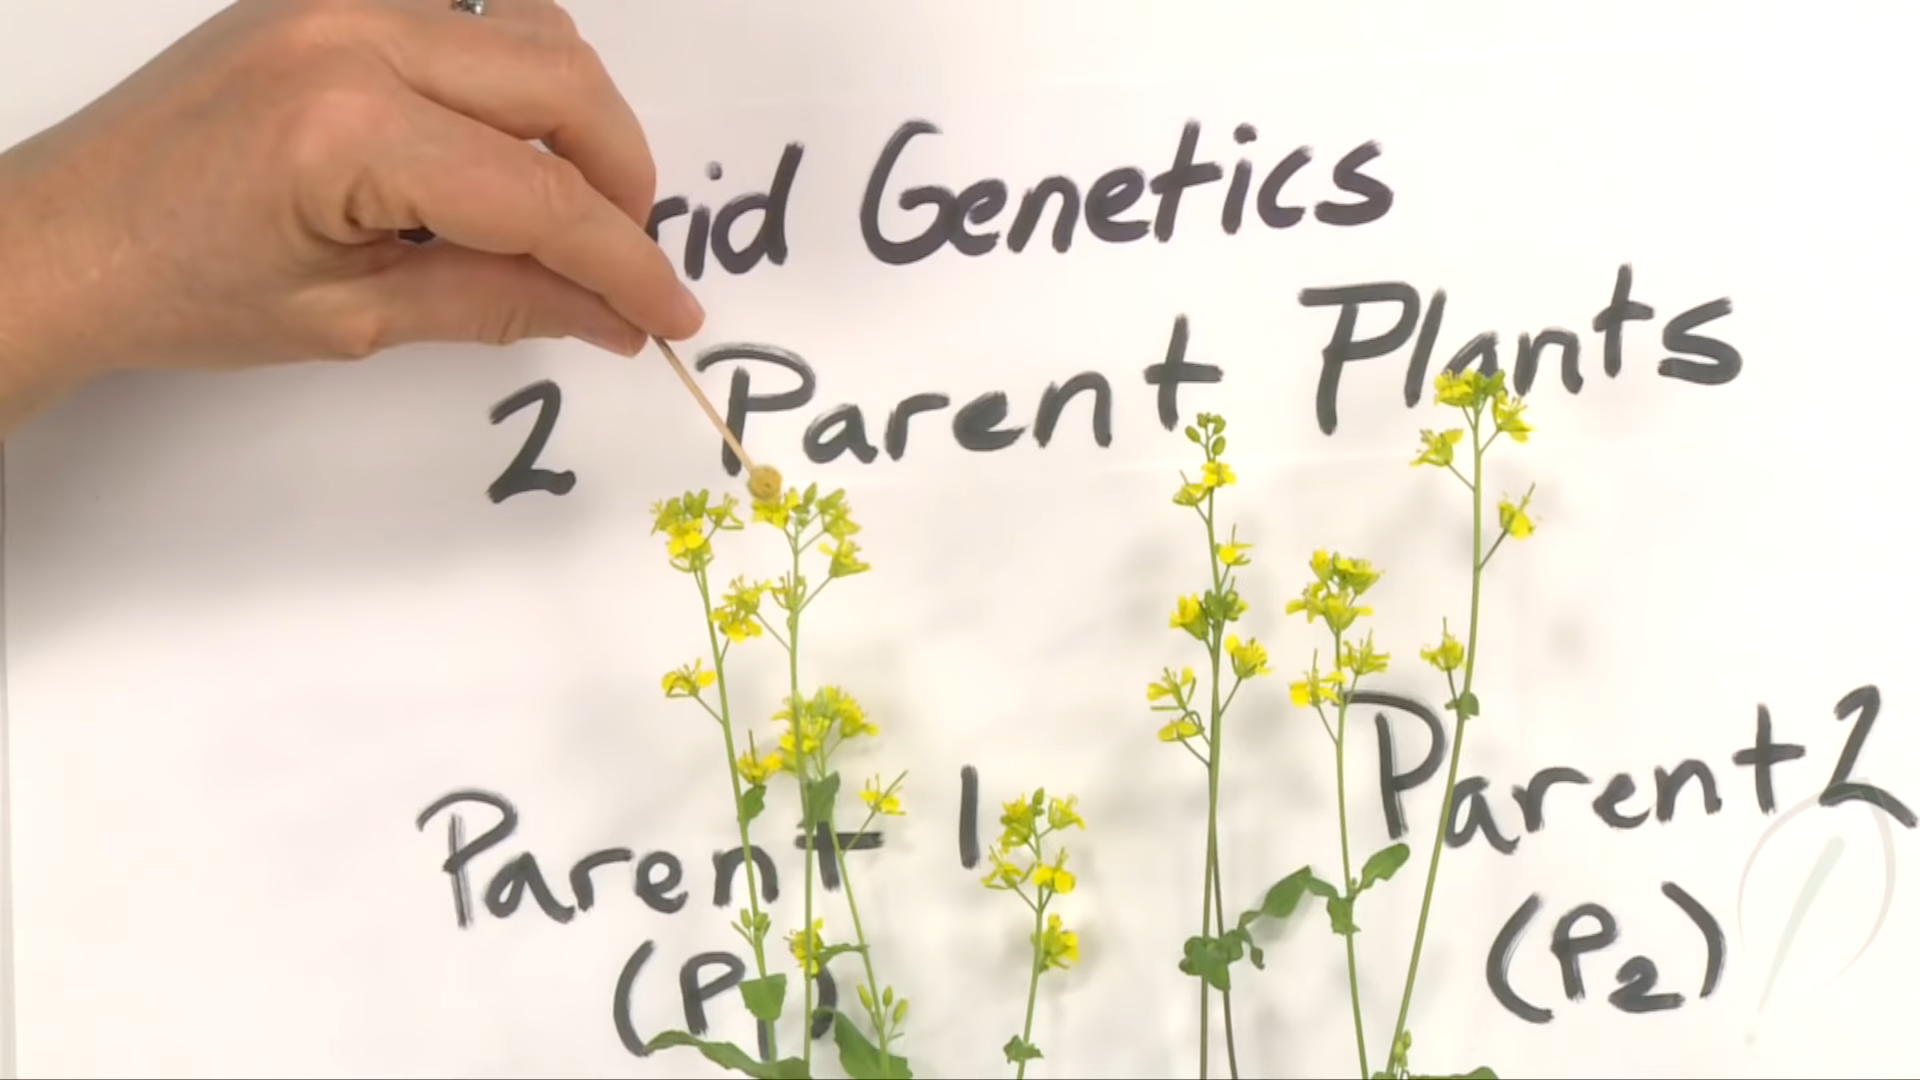 rid Genetics
2 Parent Plants
Parent 1
(P
Parent 2
(P2)